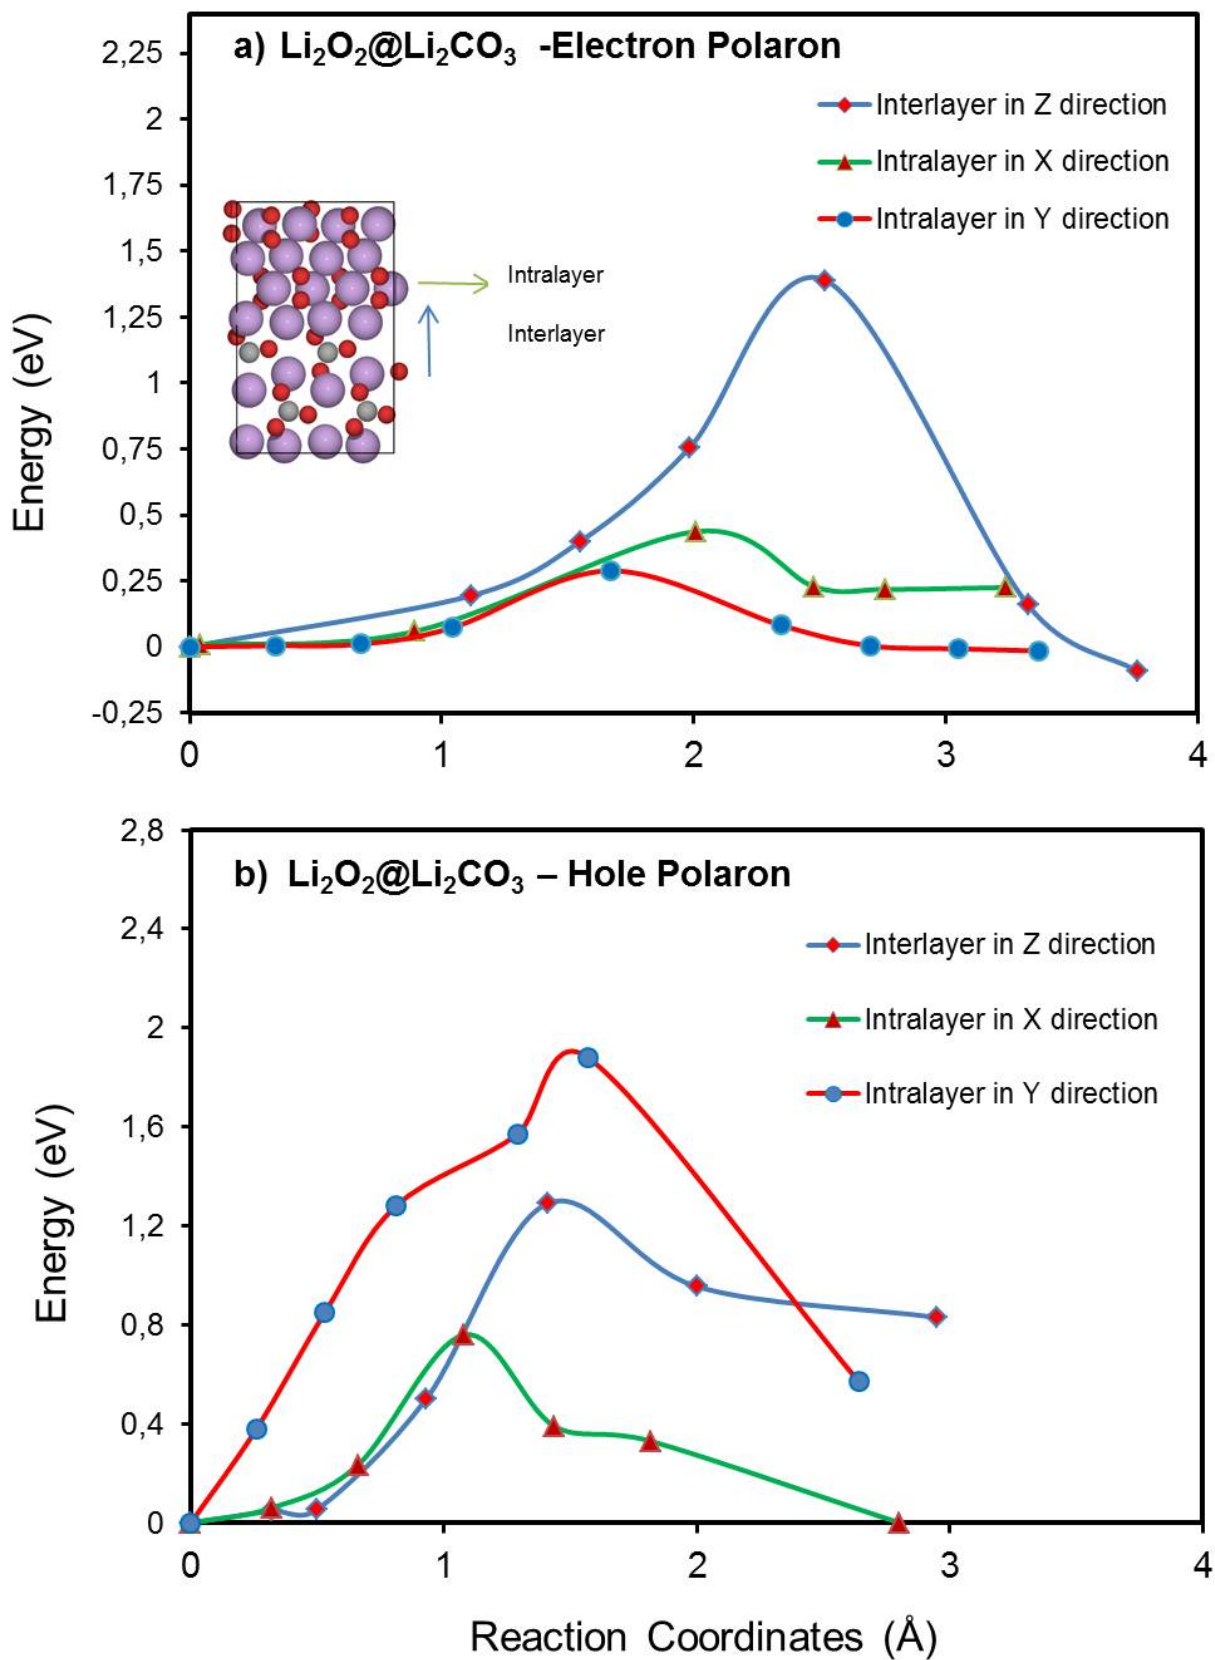 a) Li₂O₂@Li₂CO₃ -Electron Polaron
Interlayer in Z direction
Intralayer in X direction
Intralayer in Y direction
Intralayer
Interlayer
Energy (eV)
2,25
2
1,75
1,5
1,25
1
0,75
0,5
0,25
0
-0,25
0 1 2 3 4
b) Li₂O₂@Li₂CO₃ – Hole Polaron
Interlayer in Z direction
Intralayer in X direction
Intralayer in Y direction
Energy (eV)
2,8
2,4
2
1,6
1,2
0,8
0,4
0
0 1 2 3 4
Reaction Coordinates (Å)